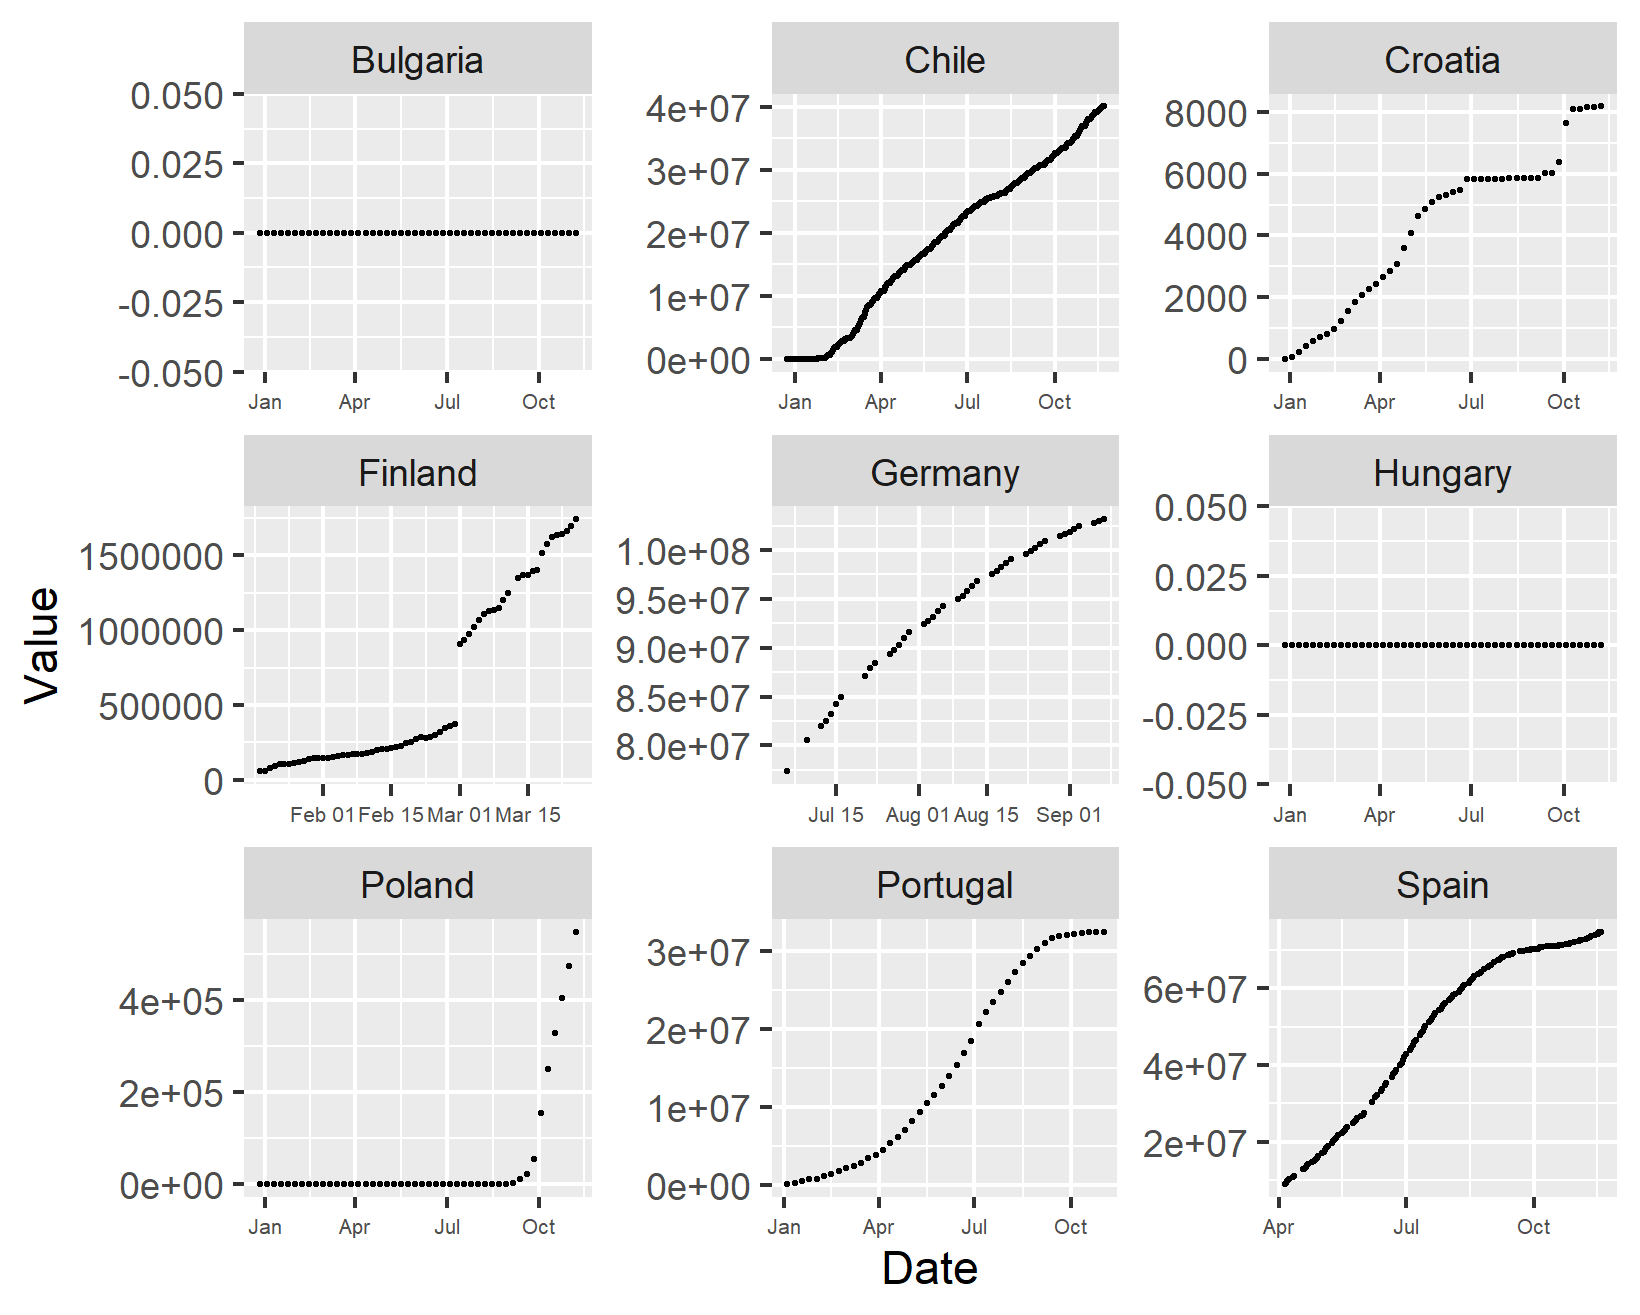 Bulgaria
0.050
0.025
0.000
-0.025
-0.050
Jan Apr Jul Oct
Chile
4e+07
3e+07
2e+07
1e+07
0e+00
Jan Apr Jul Oct
Croatia
8000
6000
4000
2000
0
Jan Apr Jul Oct
Value
Finland
1500000
1000000
500000
0
Feb 01 Feb 15 Mar 01 Mar 15
Germany
1.0e+08
9.5e+07
9.0e+07
8.5e+07
8.0e+07
Jul 15 Aug 01 Aug 15 Sep 01
Hungary
0.050
0.025
0.000
-0.025
-0.050
Jan Apr Jul Oct
Poland
4e+05
2e+05
0e+00
Jan Apr Jul Oct
Portugal
3e+07
2e+07
1e+07
0e+00
Jan Apr Jul Oct
Spain
6e+07
4e+07
2e+07
Apr Jul Oct
Date